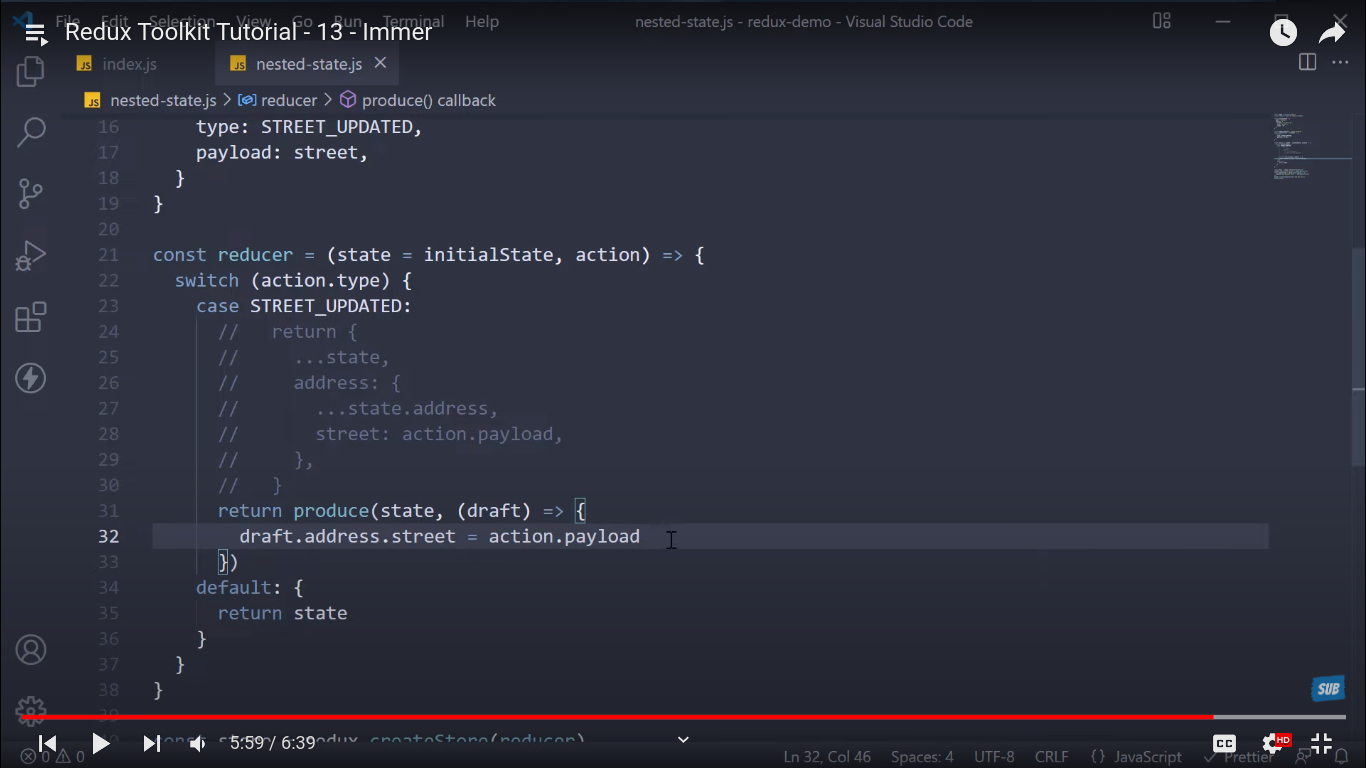 File Edit Selection View Go Run Terminal Help nested-state.js - redux-demo - Visual Studio Code
Redux Toolkit Tutorial - 13 - Immer
JS index.js JS nested-state.js
JS nested-state.js > reducer > produce() callback
16 type: STREET_UPDATED,
17 payload: street,
18 }
19 }
20
21 const reducer = (state = initialState, action) => {
22 switch (action.type) {
23 case STREET_UPDATED:
24 // return {
25 // ...state,
26 // address: {
27 // ...state.address,
28 // street: action.payload,
29 // },
30 // }
31 return produce(state, (draft) => {
32 draft.address.street = action.payload
33 })
34 default: {
35 return state
36 }
37 }
38 }
39
SUB
const store = redux.createStore(reducer)
5:59 / 6:39
CC HD
0 0 Ln 32, Col 46 Spaces: 4 UTF-8 CRLF {} JavaScript Prettier